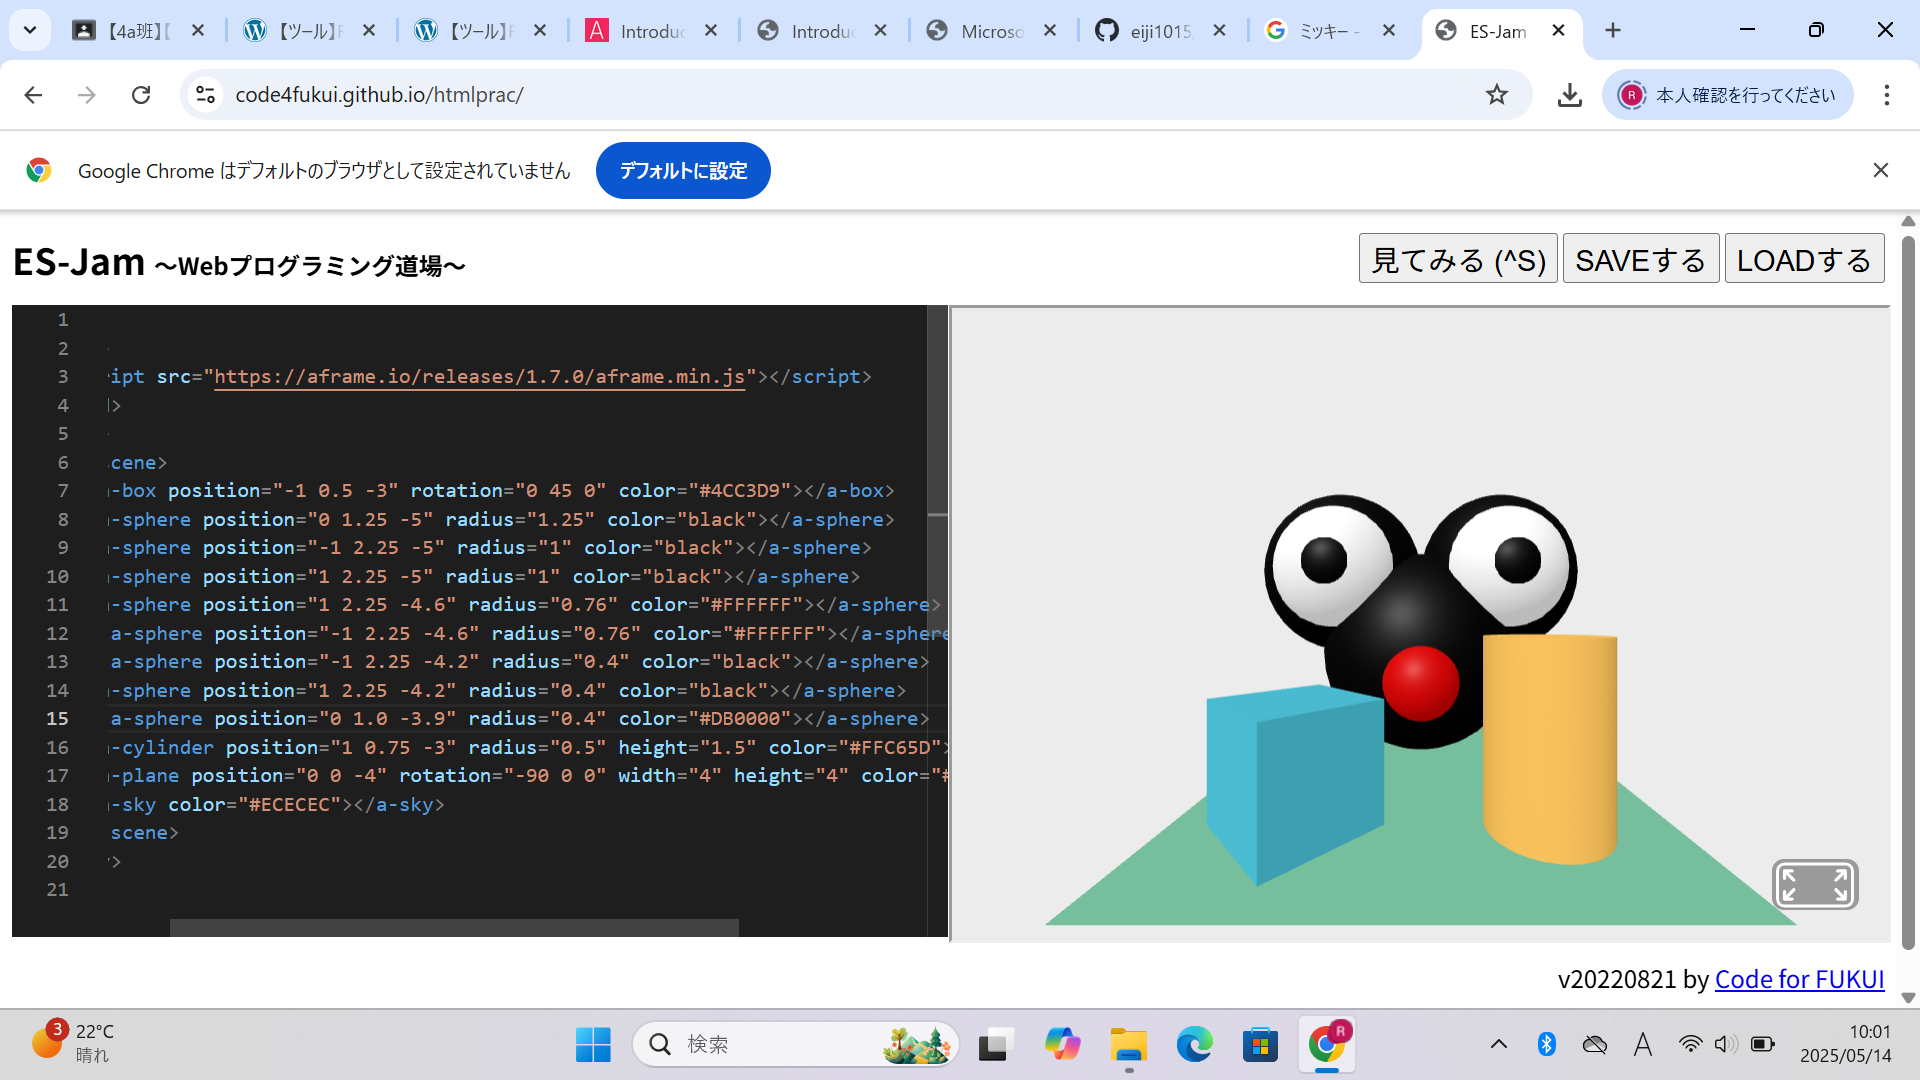 【4a班】【
【ツール】F
【ツール】F
Introduc
Introduc
Microso
eiji1015
ミッキー -
ES-Jam
code4fukui.github.io/htmlprac/
R 本人確認を行ってください
Google Chrome はデフォルトのブラウザとして設定されていません
デフォルトに設定
ES-Jam ～Webプログラミング道場～
見てみる (^S)
SAVEする
LOADする
1
2
3 ipt src="https://aframe.io/releases/1.7.0/aframe.min.js"></script>
4 >
5
6 cene>
7 -box position="-1 0.5 -3" rotation="0 45 0" color="#4CC3D9"></a-box>
8 -sphere position="0 1.25 -5" radius="1.25" color="black"></a-sphere>
9 -sphere position="-1 2.25 -5" radius="1" color="black"></a-sphere>
10 -sphere position="1 2.25 -5" radius="1" color="black"></a-sphere>
11 -sphere position="1 2.25 -4.6" radius="0.76" color="#FFFFFF"></a-sphere>
12 a-sphere position="-1 2.25 -4.6" radius="0.76" color="#FFFFFF"></a-sphere
13 a-sphere position="-1 2.25 -4.2" radius="0.4" color="black"></a-sphere>
14 -sphere position="1 2.25 -4.2" radius="0.4" color="black"></a-sphere>
15 a-sphere position="0 1.0 -3.9" radius="0.4" color="#DB0000"></a-sphere>
16 -cylinder position="1 0.75 -3" radius="0.5" height="1.5" color="#FFC65D">
17 -plane position="0 0 -4" rotation="-90 0 0" width="4" height="4" color="#
18 -sky color="#ECECEC"></a-sky>
19 scene>
20 >
21
v20220821 by Code for FUKUI
3
22°C
晴れ
検索
R
A
10:01
2025/05/14